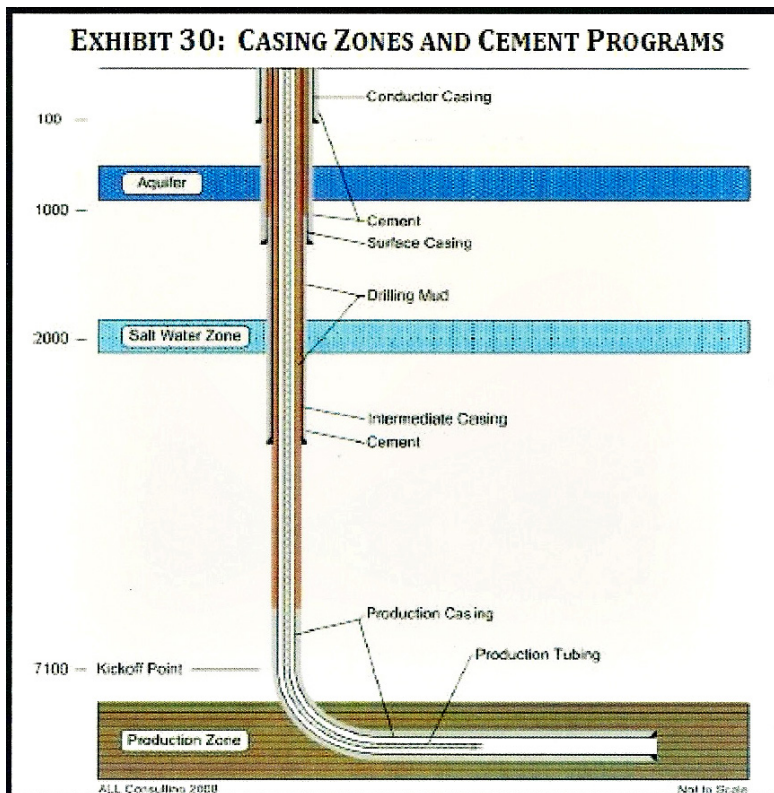 EXHIBIT 30: CASING ZONES AND CEMENT PROGRAMS
Conductor Casing
100
Aquifer
1000
Cement
Surface Casing
Drilling Mud
2000
Salt Water Zone
Intermediate Casing
Cement
Production Casing
Production Tubing
7100
Kickoff Point
Production Zone
ALL Consulting 2008
Not to Scale